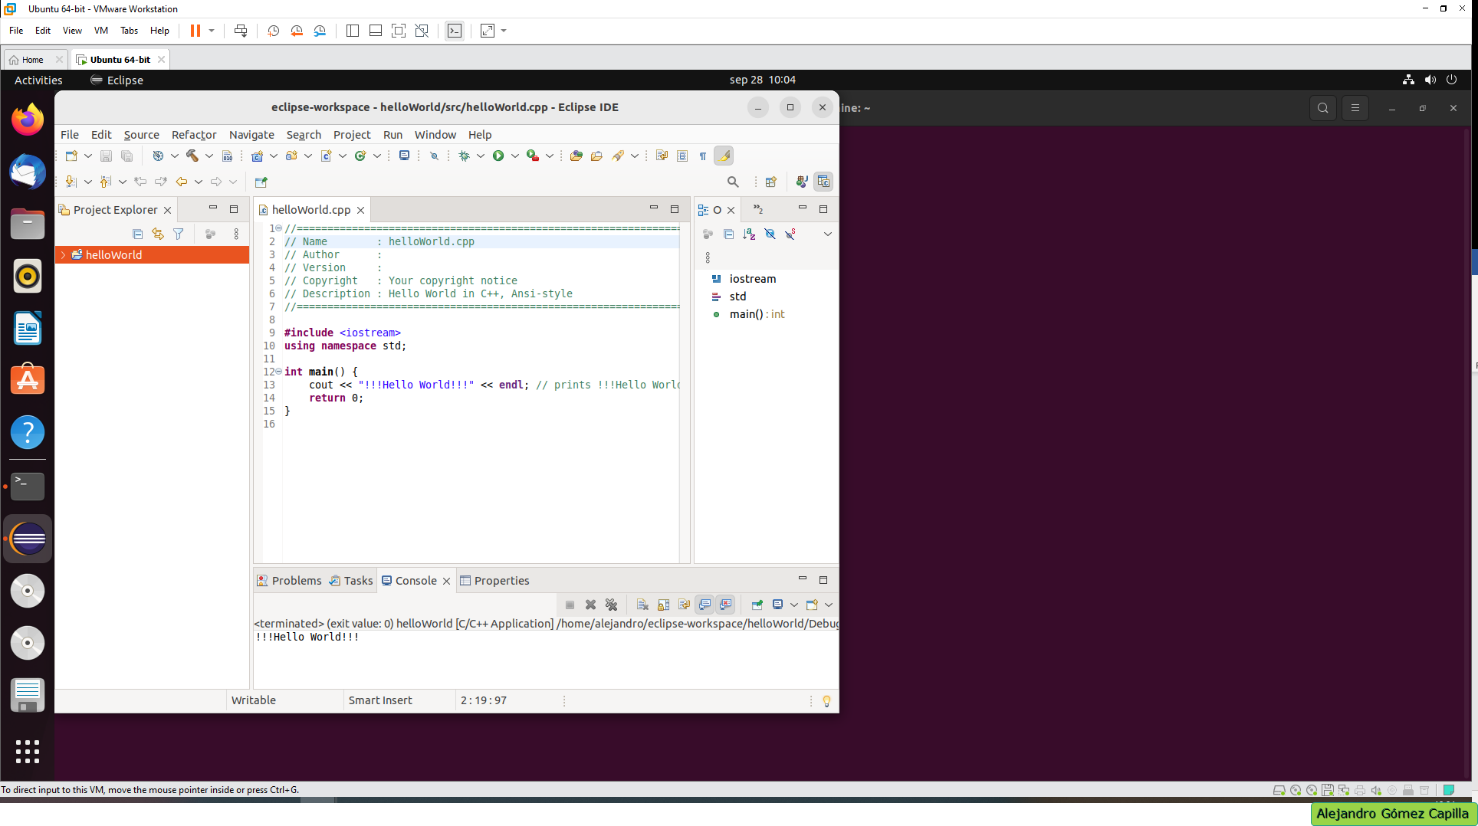 Ubuntu 64-bit - VMware Workstation
File Edit View VM Tabs Help
Home Ubuntu 64-bit
Activities Eclipse sep 28 10:04
eclipse-workspace - helloWorld/src/helloWorld.cpp - Eclipse IDE
ine: ~
File Edit Source Refactor Navigate Search Project Run Window Help
Project Explorer helloWorld.cpp O
helloWorld
1 //===============================================================
2 // Name        : helloWorld.cpp
3 // Author      :
4 // Version     :
5 // Copyright   : Your copyright notice
6 // Description : Hello World in C++, Ansi-style
7 //===============================================================
8
9 #include <iostream>
10 using namespace std;
11
12 int main() {
13     cout << "!!!Hello World!!!" << endl; // prints !!!Hello World
14     return 0;
15 }
16
iostream
std
main() : int
Problems Tasks Console Properties
<terminated> (exit value: 0) helloWorld [C/C++ Application] /home/alejandro/eclipse-workspace/helloWorld/Debug
!!!Hello World!!!
Writable Smart Insert 2 : 19 : 97
To direct input to this VM, move the mouse pointer inside or press Ctrl+G.
Alejandro Gómez Capilla